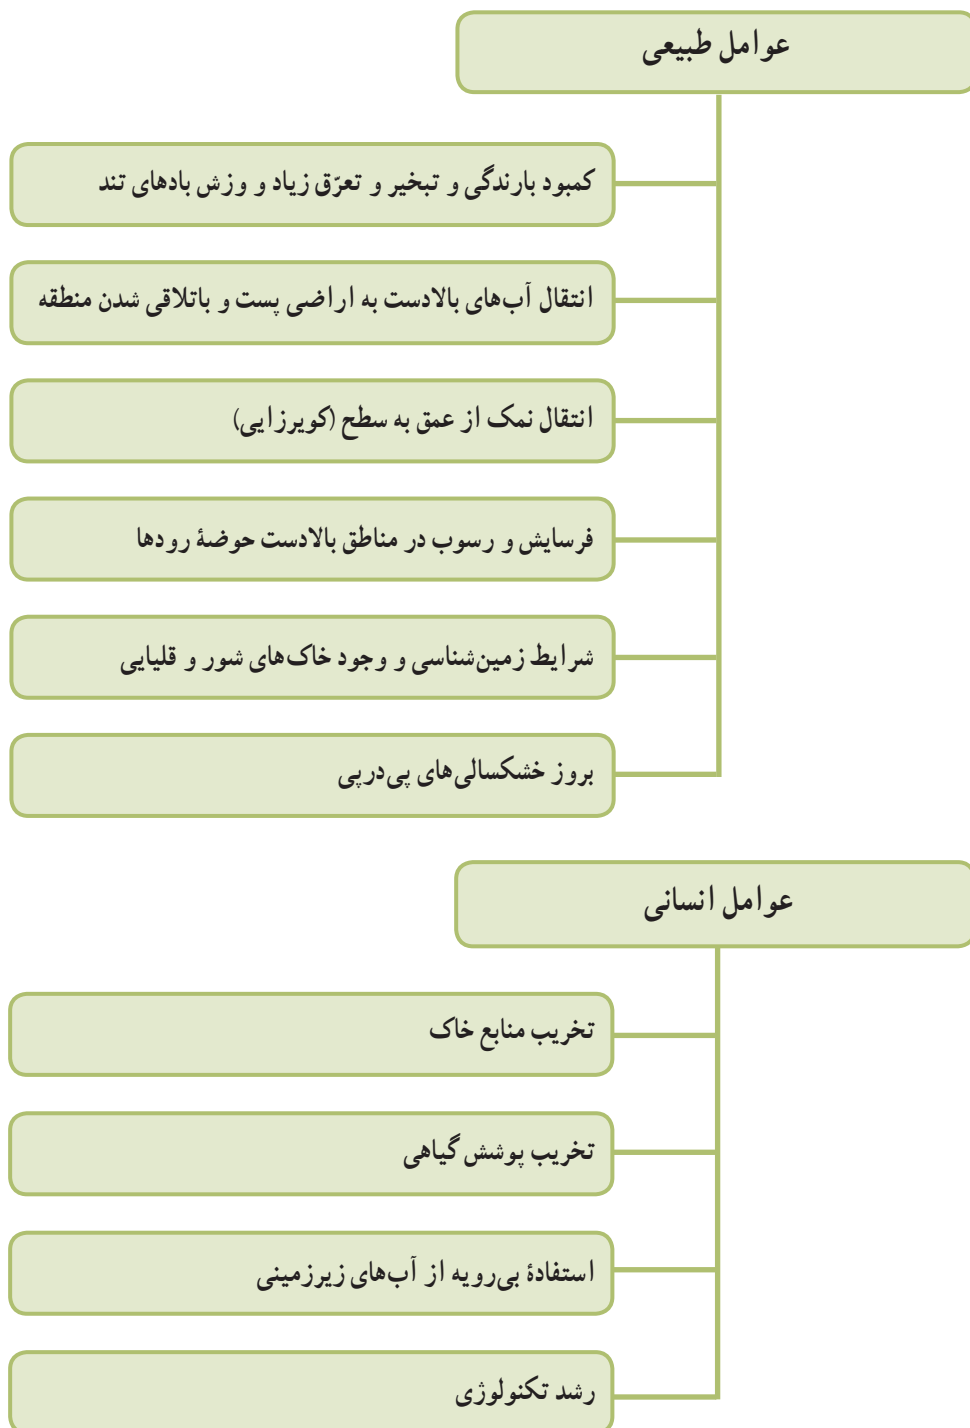 عوامل طبیعی
کمبود بارندگی و تبخیر و تعرّق زیاد و وزش بادهای تند
انتقال آب‌های بالادست به اراضی پست و باتلاقی شدن منطقه
انتقال نمک از عمق به سطح (کویرزایی)
فرسایش و رسوب در مناطق بالادست حوضهٔ رودها
شرایط زمین‌شناسی و وجود خاک‌های شور و قلیایی
بروز خشکسالی‌های پی‌درپی
عوامل انسانی
تخریب منابع خاک
تخریب پوشش گیاهی
استفادهٔ بی‌رویه از آب‌های زیرزمینی
رشد تکنولوژی